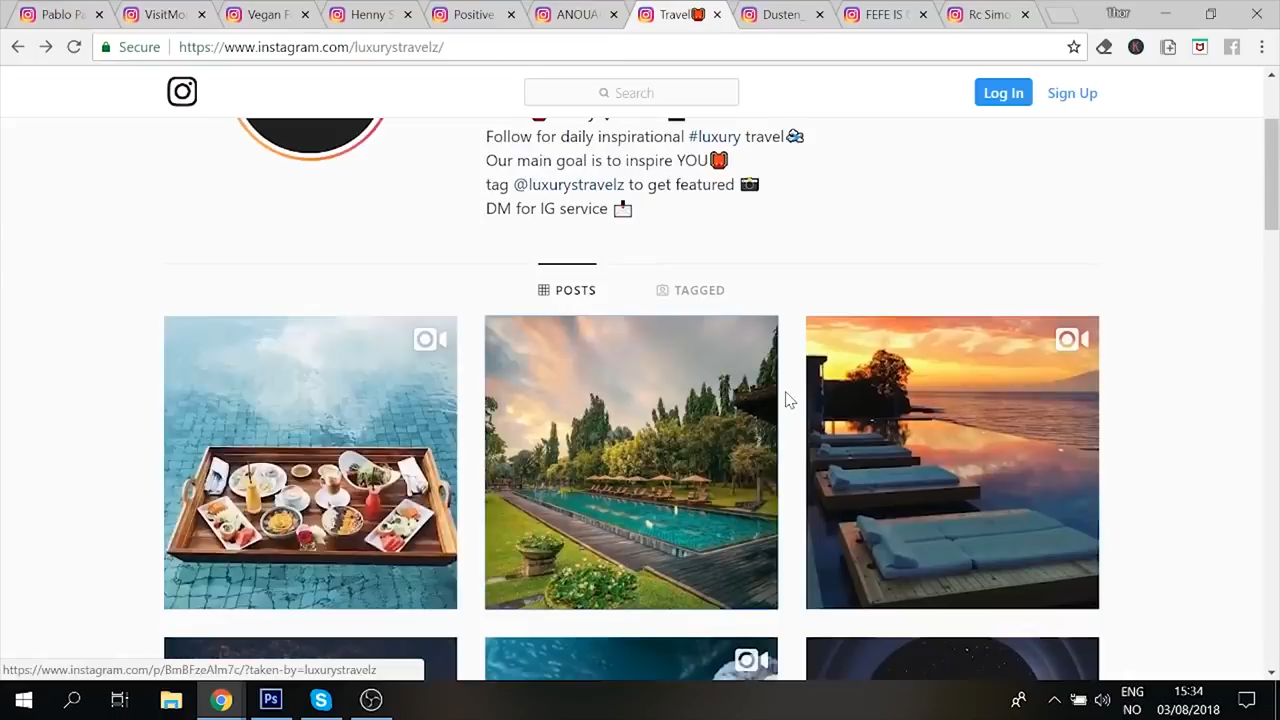 Pablo Pa
VisitMo
Vegan F
Henny S
Positive
ANOUA
Travel
Dusten_
FEFE IS
Rc Simo
Thor
Secure
https://www.instagram.com/luxurystravelz/
Search
Log In
Sign Up
Follow for daily inspirational #luxury travel
Our main goal is to inspire YOU
tag @luxurystravelz to get featured
DM for IG service
POSTS
TAGGED
https://www.instagram.com/p/BmBFzeAlm7c/?taken-by=luxurystravelz
Ps
ENG
NO
15:34
03/08/2018